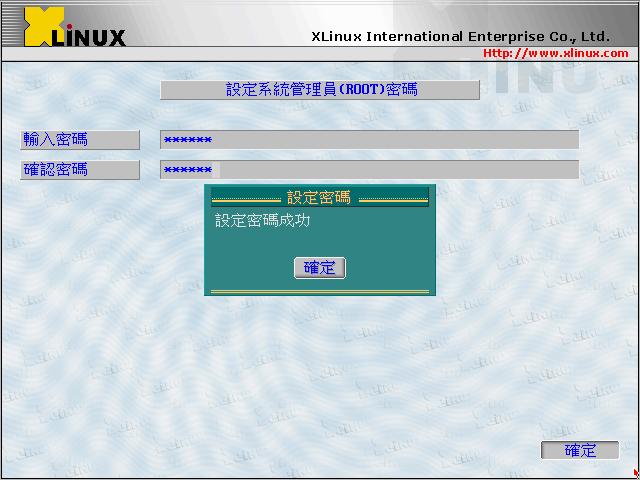 XLiNUX
XLinux International Enterprise Co., Ltd.
Http://www.xlinux.com
設定系統管理員(ROOT)密碼
輸入密碼
******
確認密碼
******
設定密碼
設定密碼成功
確定
確定